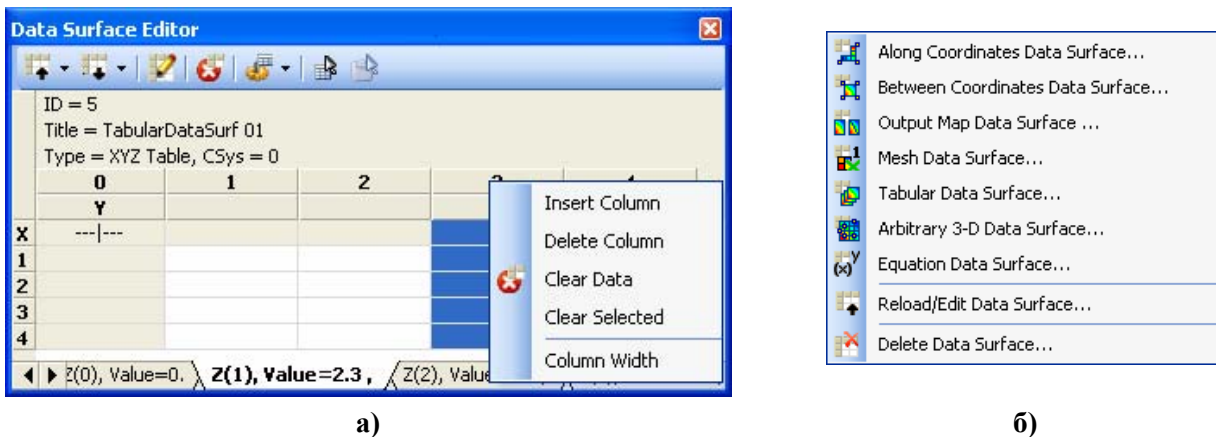 Data Surface Editor
ID = 5
Title = TabularDataSurf 01
Type = XYZ Table, CSys = 0
0 1 2
Y
X ---|---
1
2
3
4
Insert Column
Delete Column
Clear Data
Clear Selected
Column Width
Z(0), Value=0. Z(1), Value=2.3 , Z(2),
Along Coordinates Data Surface...
Between Coordinates Data Surface...
Output Map Data Surface ...
Mesh Data Surface...
Tabular Data Surface...
Arbitrary 3-D Data Surface...
Equation Data Surface...
Reload/Edit Data Surface...
Delete Data Surface...
а) б)